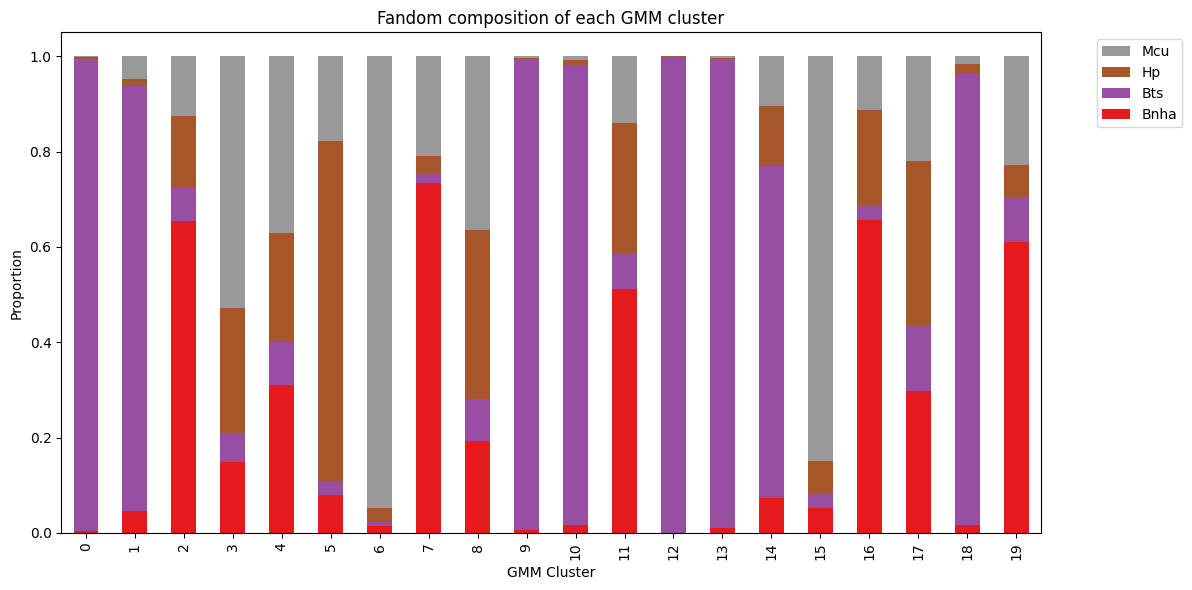 Fandom composition of each GMM cluster
Mcu
Hp
Bts
Bnha
Proportion
1.0
0.8
0.6
0.4
0.2
0.0
0 1 2 3 4 5 6 7 8 9 10 11 12 13 14 15 16 17 18 19
GMM Cluster